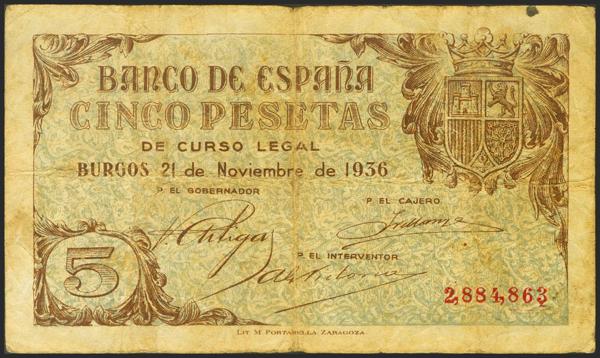 BANCO DE ESPAÑA
CINCO PESETAS
DE CURSO LEGAL
BURGOS 21 de Noviembre de 1936
P. EL GOBERNADOR
P. EL CAJERO
P. EL INTERVENTOR
5
2,884,863
LIT. M. PORTABELLA. ZARAGOZA